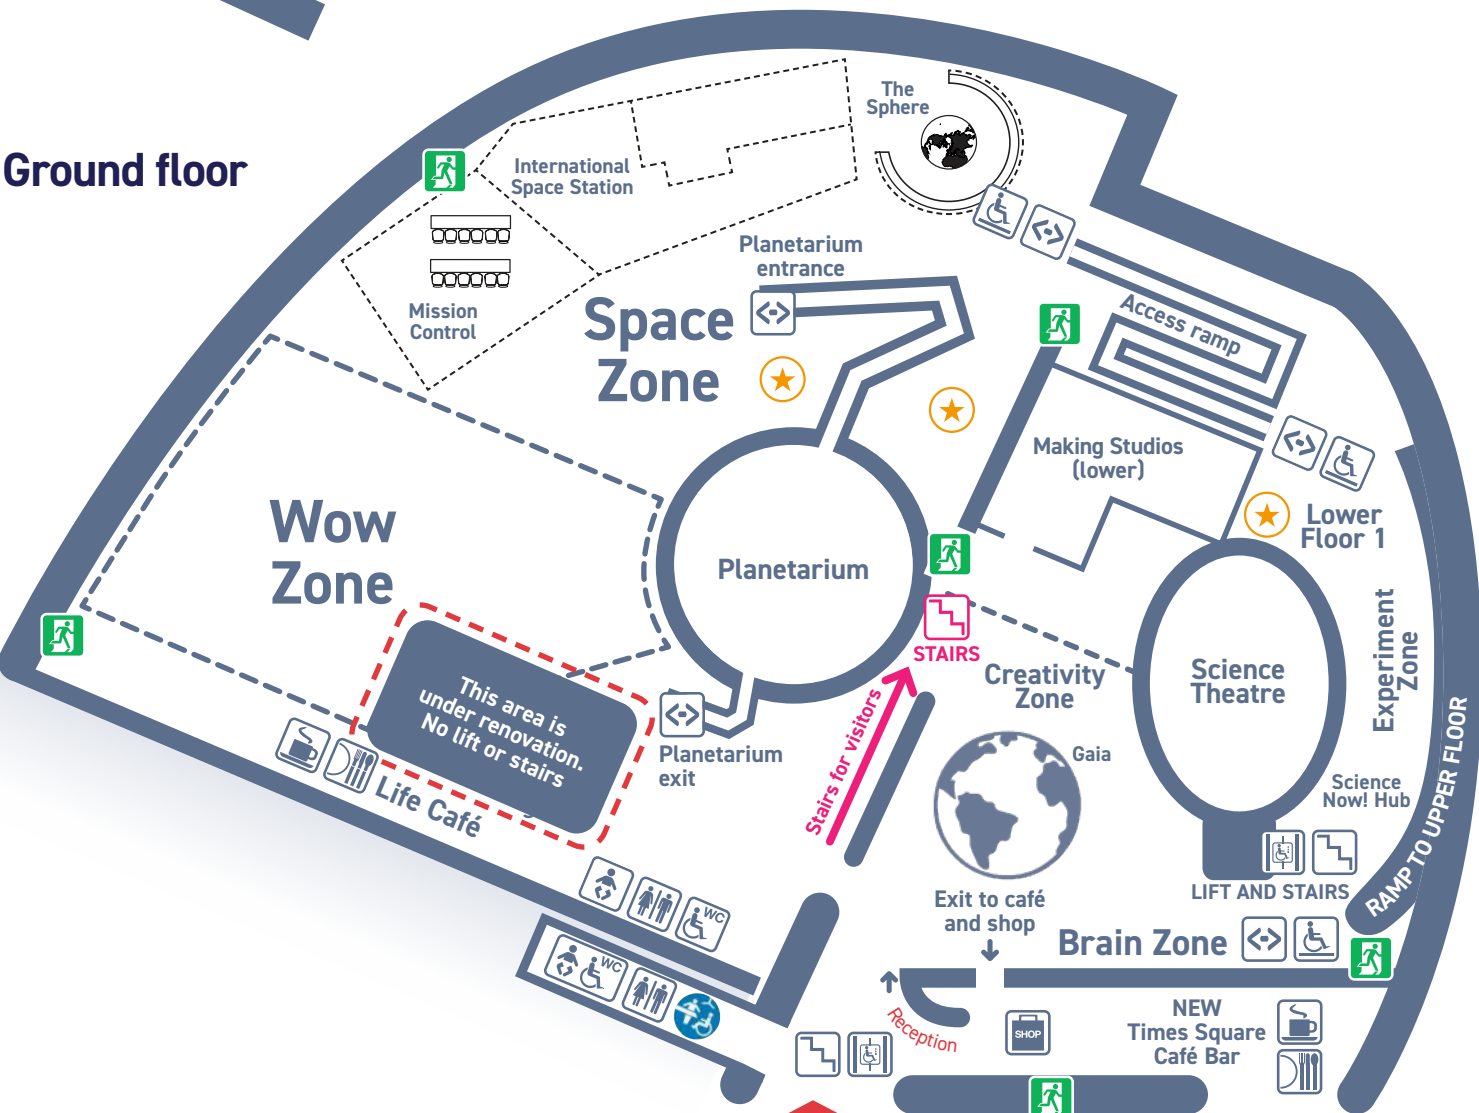 The
Sphere
Ground floor
International
Space Station
Planetarium
entrance
Mission
Control
Space
Zone
Access ramp
Making Studios
(lower)
Lower
Floor 1
Wow
Zone
Planetarium
STAIRS
Creativity
Zone
Science
Theatre
Experiment
Zone
This area is
under renovation.
No lift or stairs
Stairs for visitors
Planetarium
exit
Gaia
Science
Now! Hub
RAMP TO UPPER FLOOR
Life Café
LIFT AND STAIRS
Exit to café
and shop
WC
Brain Zone
WC
Reception
SHOP
NEW
Times Square
Café Bar